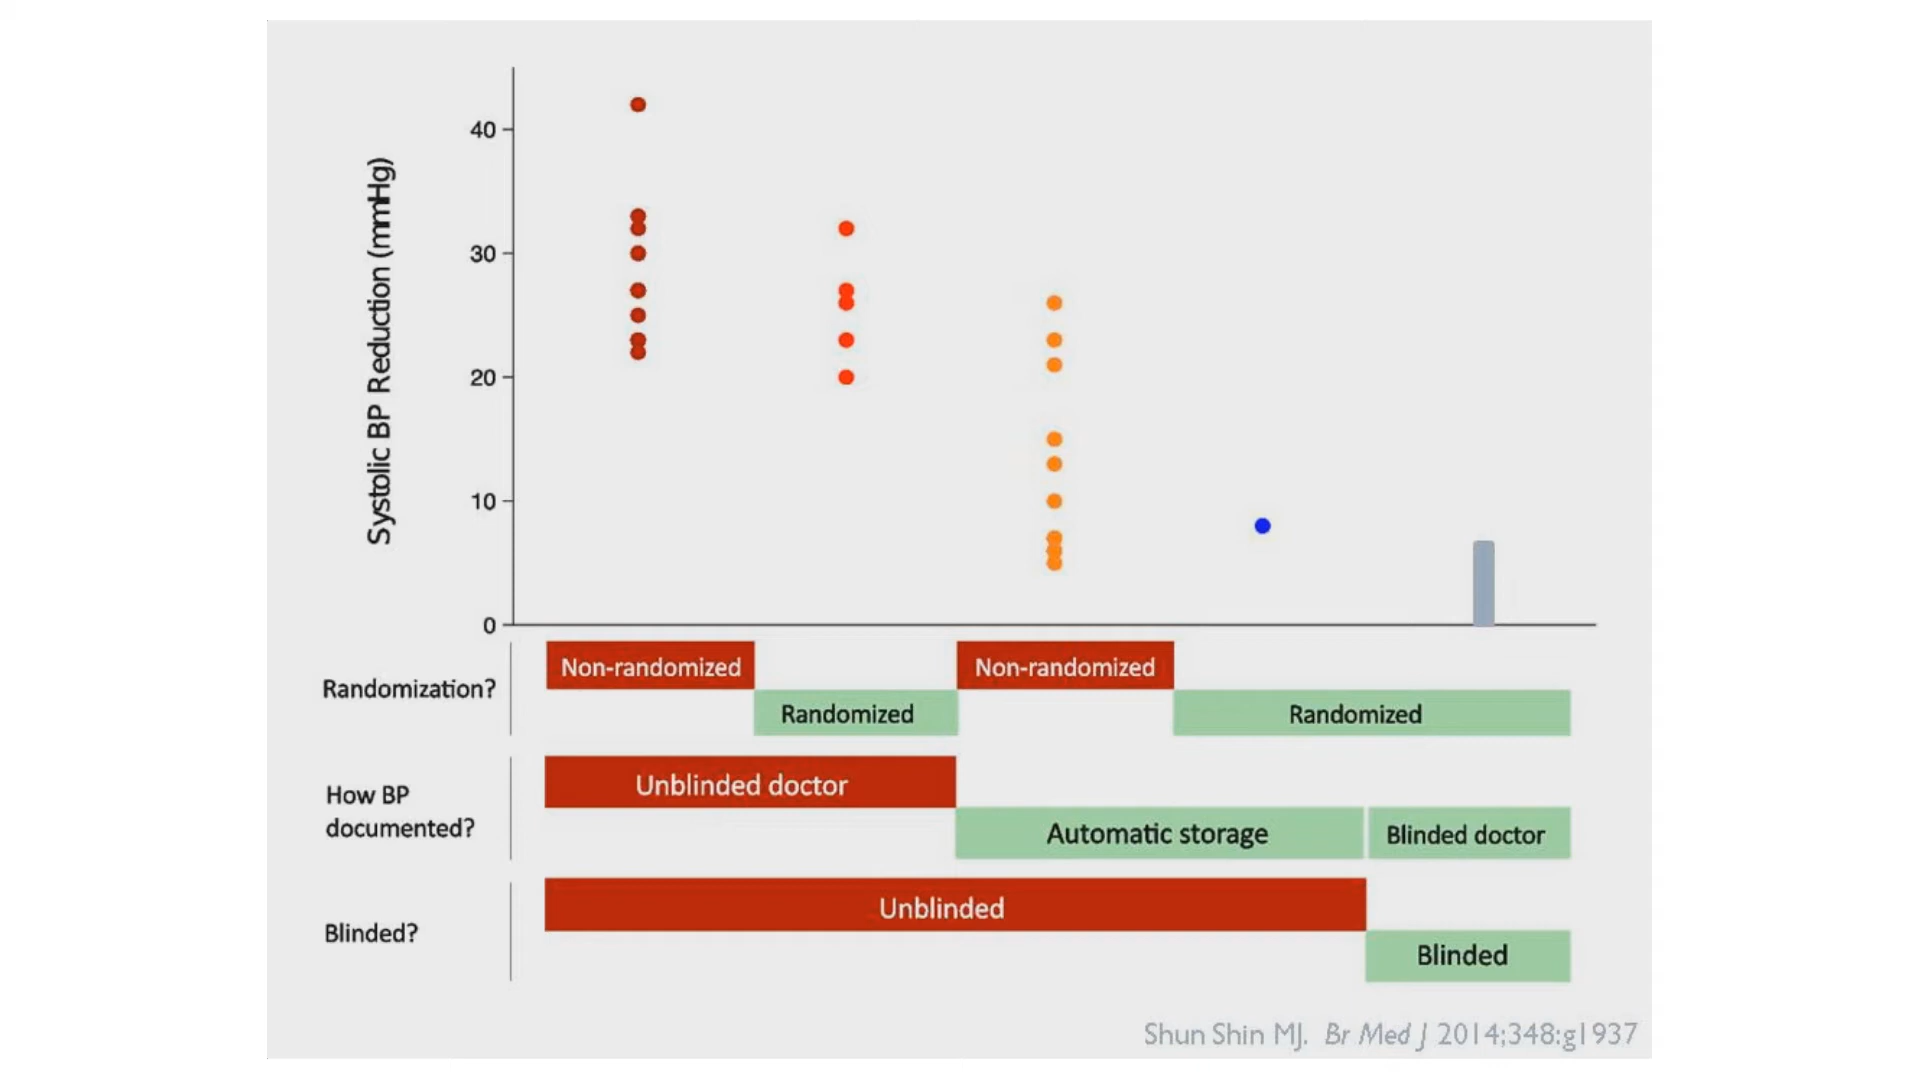 Systolic BP Reduction (mmHg)
40
30
20
10
0
Randomization?
Non-randomized
Non-randomized
Randomized
Randomized
How BP
documented?
Unblinded doctor
Automatic storage
Blinded doctor
Blinded?
Unblinded
Blinded
Shun Shin MJ. Br Med J 2014;348:g1937